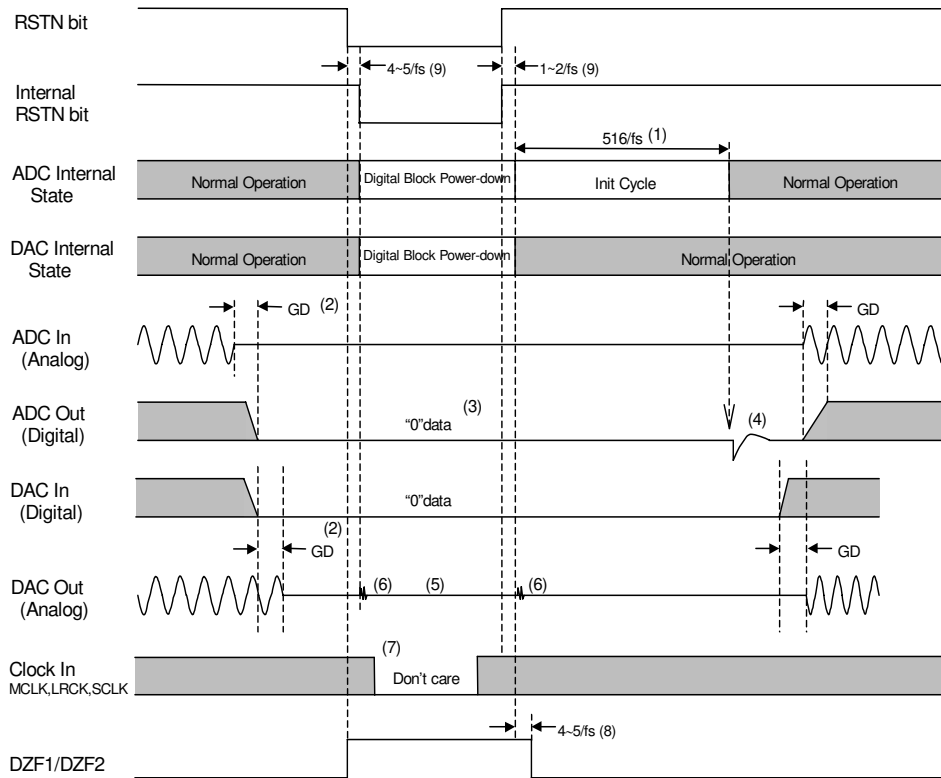 RSTN bit
4~5/fs (9)
1~2/fs (9)
Internal
RSTN bit
516/fs (1)
ADC Internal
State
Normal Operation
Digital Block Power-down
Init Cycle
Normal Operation
DAC Internal
State
Normal Operation
Digital Block Power-down
Normal Operation
GD (2)
GD
ADC In
(Analog)
ADC Out
(Digital)
“0”data
(3)
(4)
DAC In
(Digital)
“0”data
(2)
GD
GD
DAC Out
(Analog)
(6)
(5)
(6)
Clock In
MCLK,LRCK,SCLK
(7)
Don’t care
4~5/fs (8)
DZF1/DZF2